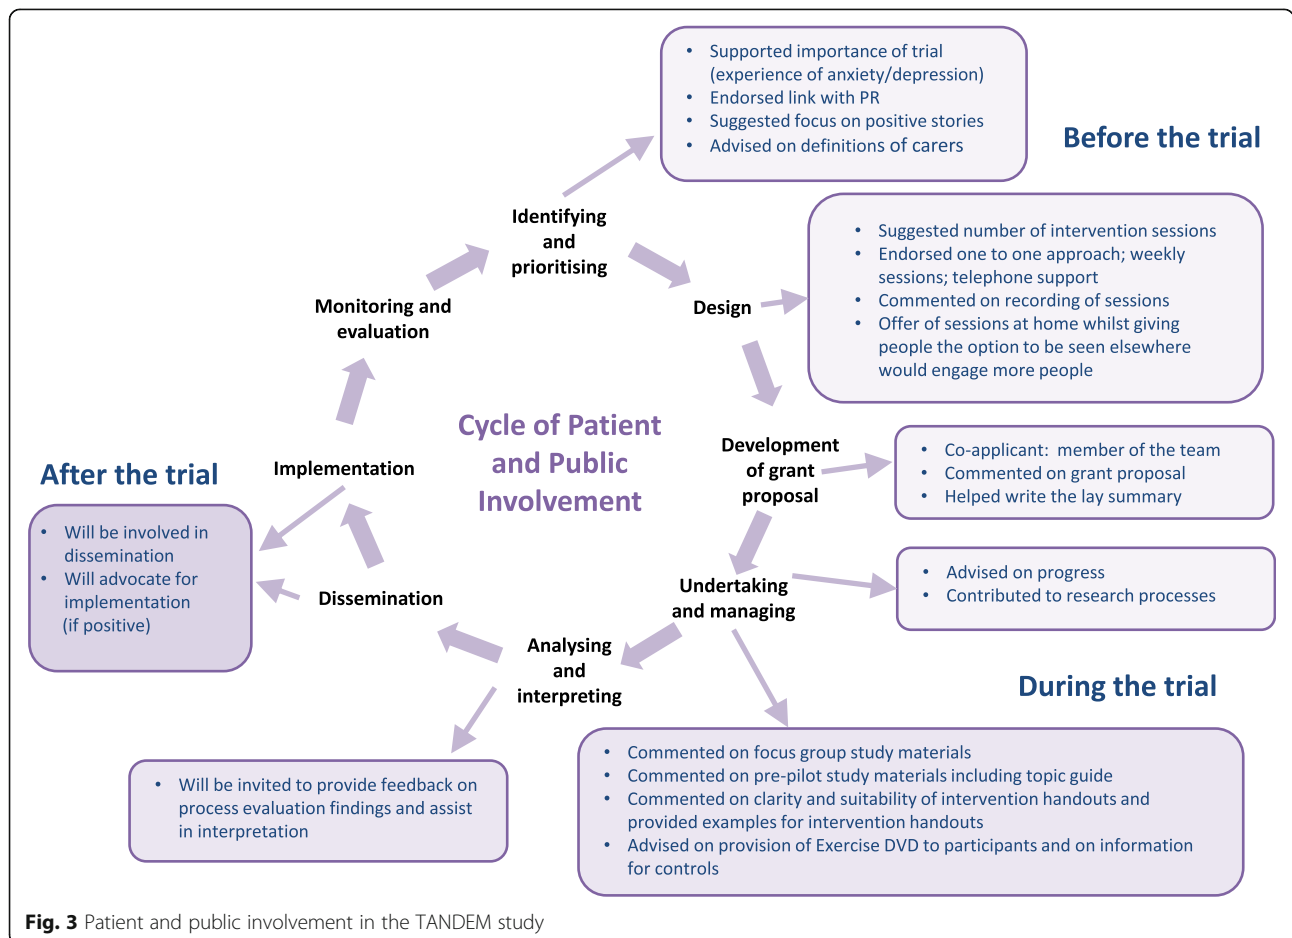 • Supported importance of trial
(experience of anxiety/depression)
• Endorsed link with PR
• Suggested focus on positive stories
• Advised on definitions of carers
Before the trial
Identifying
and
prioritising
• Suggested number of intervention sessions
• Endorsed one to one approach; weekly
sessions; telephone support
• Commented on recording of sessions
• Offer of sessions at home whilst giving
people the option to be seen elsewhere
would engage more people
Design
Monitoring and
evaluation
Cycle of Patient
and Public
Involvement
Development
of grant
proposal
• Co-applicant: member of the team
• Commented on grant proposal
• Helped write the lay summary
After the trial
Implementation
• Will be involved in
dissemination
• Will advocate for
implementation
(if positive)
Dissemination
Undertaking
and managing
• Advised on progress
• Contributed to research processes
Analysing
and
interpreting
During the trial
• Will be invited to provide feedback on
process evaluation findings and assist
in interpretation
• Commented on focus group study materials
• Commented on pre-pilot study materials including topic guide
• Commented on clarity and suitability of intervention handouts and
provided examples for intervention handouts
• Advised on provision of Exercise DVD to participants and on information
for controls
Fig. 3 Patient and public involvement in the TANDEM study